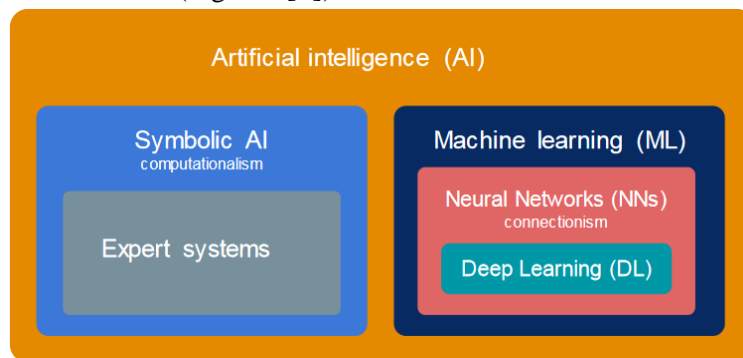 Artificial intelligence (AI)
Symbolic AI
computationalism
Expert systems
Machine learning (ML)
Neural Networks (NNs)
connectionism
Deep Learning (DL)